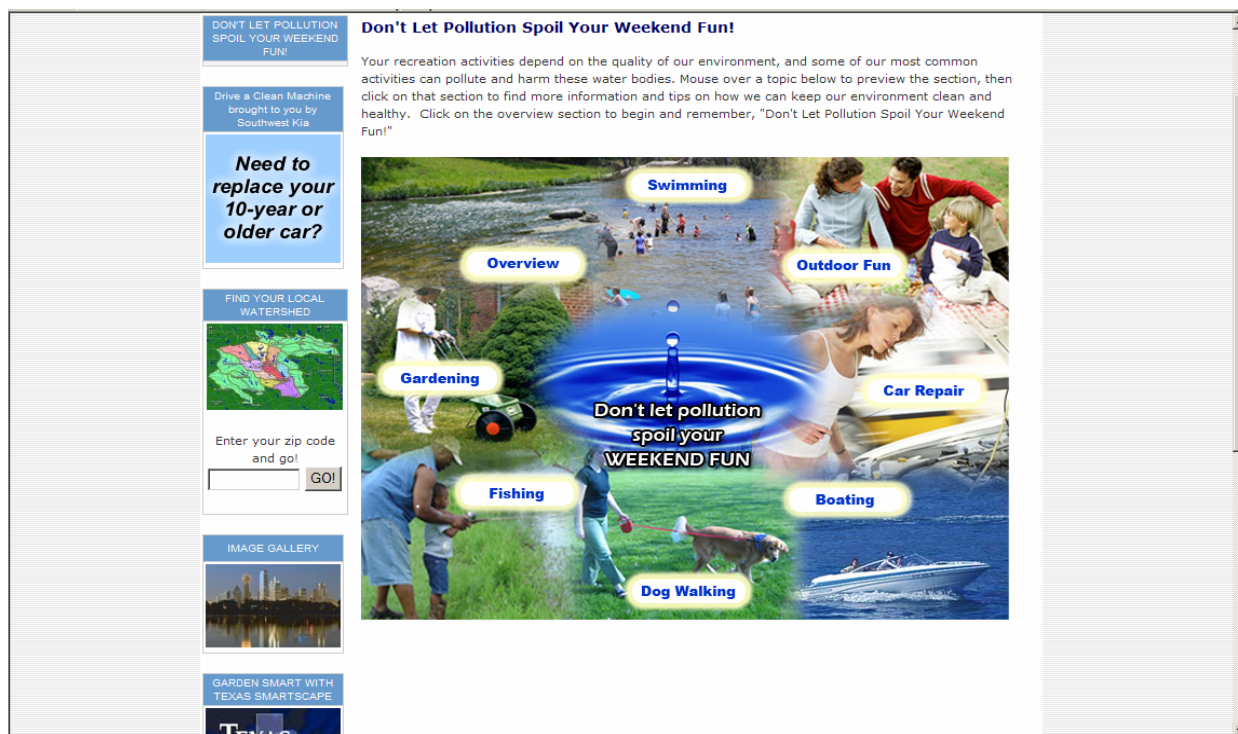 DON'T LET POLLUTION
SPOIL YOUR WEEKEND
FUN!
Drive a Clean Machine
brought to you by
Southwest Kia
Need to
replace your
10-year or
older car?
FIND YOUR LOCAL
WATERSHED
Enter your zip code
and go!
GO!
IMAGE GALLERY
GARDEN SMART WITH
TEXAS SMARTSCAPE
TEXAS
Don't Let Pollution Spoil Your Weekend Fun!
Your recreation activities depend on the quality of our environment, and some of our most common
activities can pollute and harm these water bodies. Mouse over a topic below to preview the section, then
click on that section to find more information and tips on how we can keep our environment clean and
healthy.  Click on the overview section to begin and remember, "Don't Let Pollution Spoil Your Weekend
Fun!"
Swimming
Overview
Outdoor Fun
Gardening
Car Repair
Don't let pollution
spoil your
WEEKEND FUN
Fishing
Boating
Dog Walking